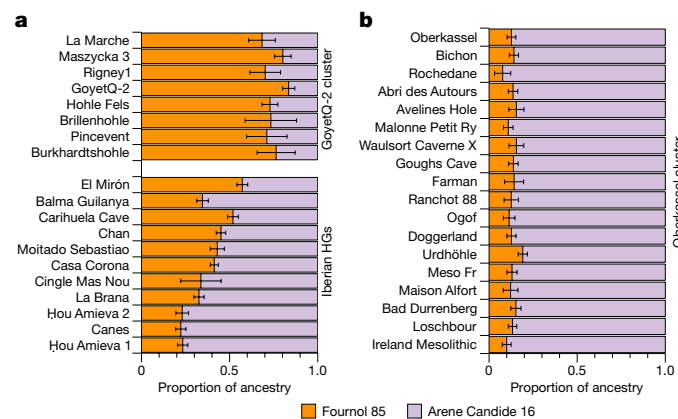 a
La Marche
Maszycka 3
Rigney1
GoyetQ-2
Hohle Fels
Brillenhohle
Pincevent
Burkhardtshohle
GoyetQ-2 cluster
El Mirón
Balma Guilanya
Carihuela Cave
Chan
Moitado Sebastiao
Casa Corona
Cingle Mas Nou
La Brana
Ḥou Amieva 2
Canes
Ḥou Amieva 1
Iberian HGs
0 0.5 1.0
Proportion of ancestry
b
Oberkassel
Bichon
Rochedane
Abri des Autours
Avelines Hole
Malonne Petit Ry
Waulsort Caverne X
Goughs Cave
Farman
Ranchot 88
Ogof
Doggerland
Urdhöhle
Meso Fr
Maison Alfort
Bad Durrenberg
Loschbour
Ireland Mesolithic
Oberkassel cluster
0 0.5 1.0
Proportion of ancestry
Fournol 85 Arene Candide 16